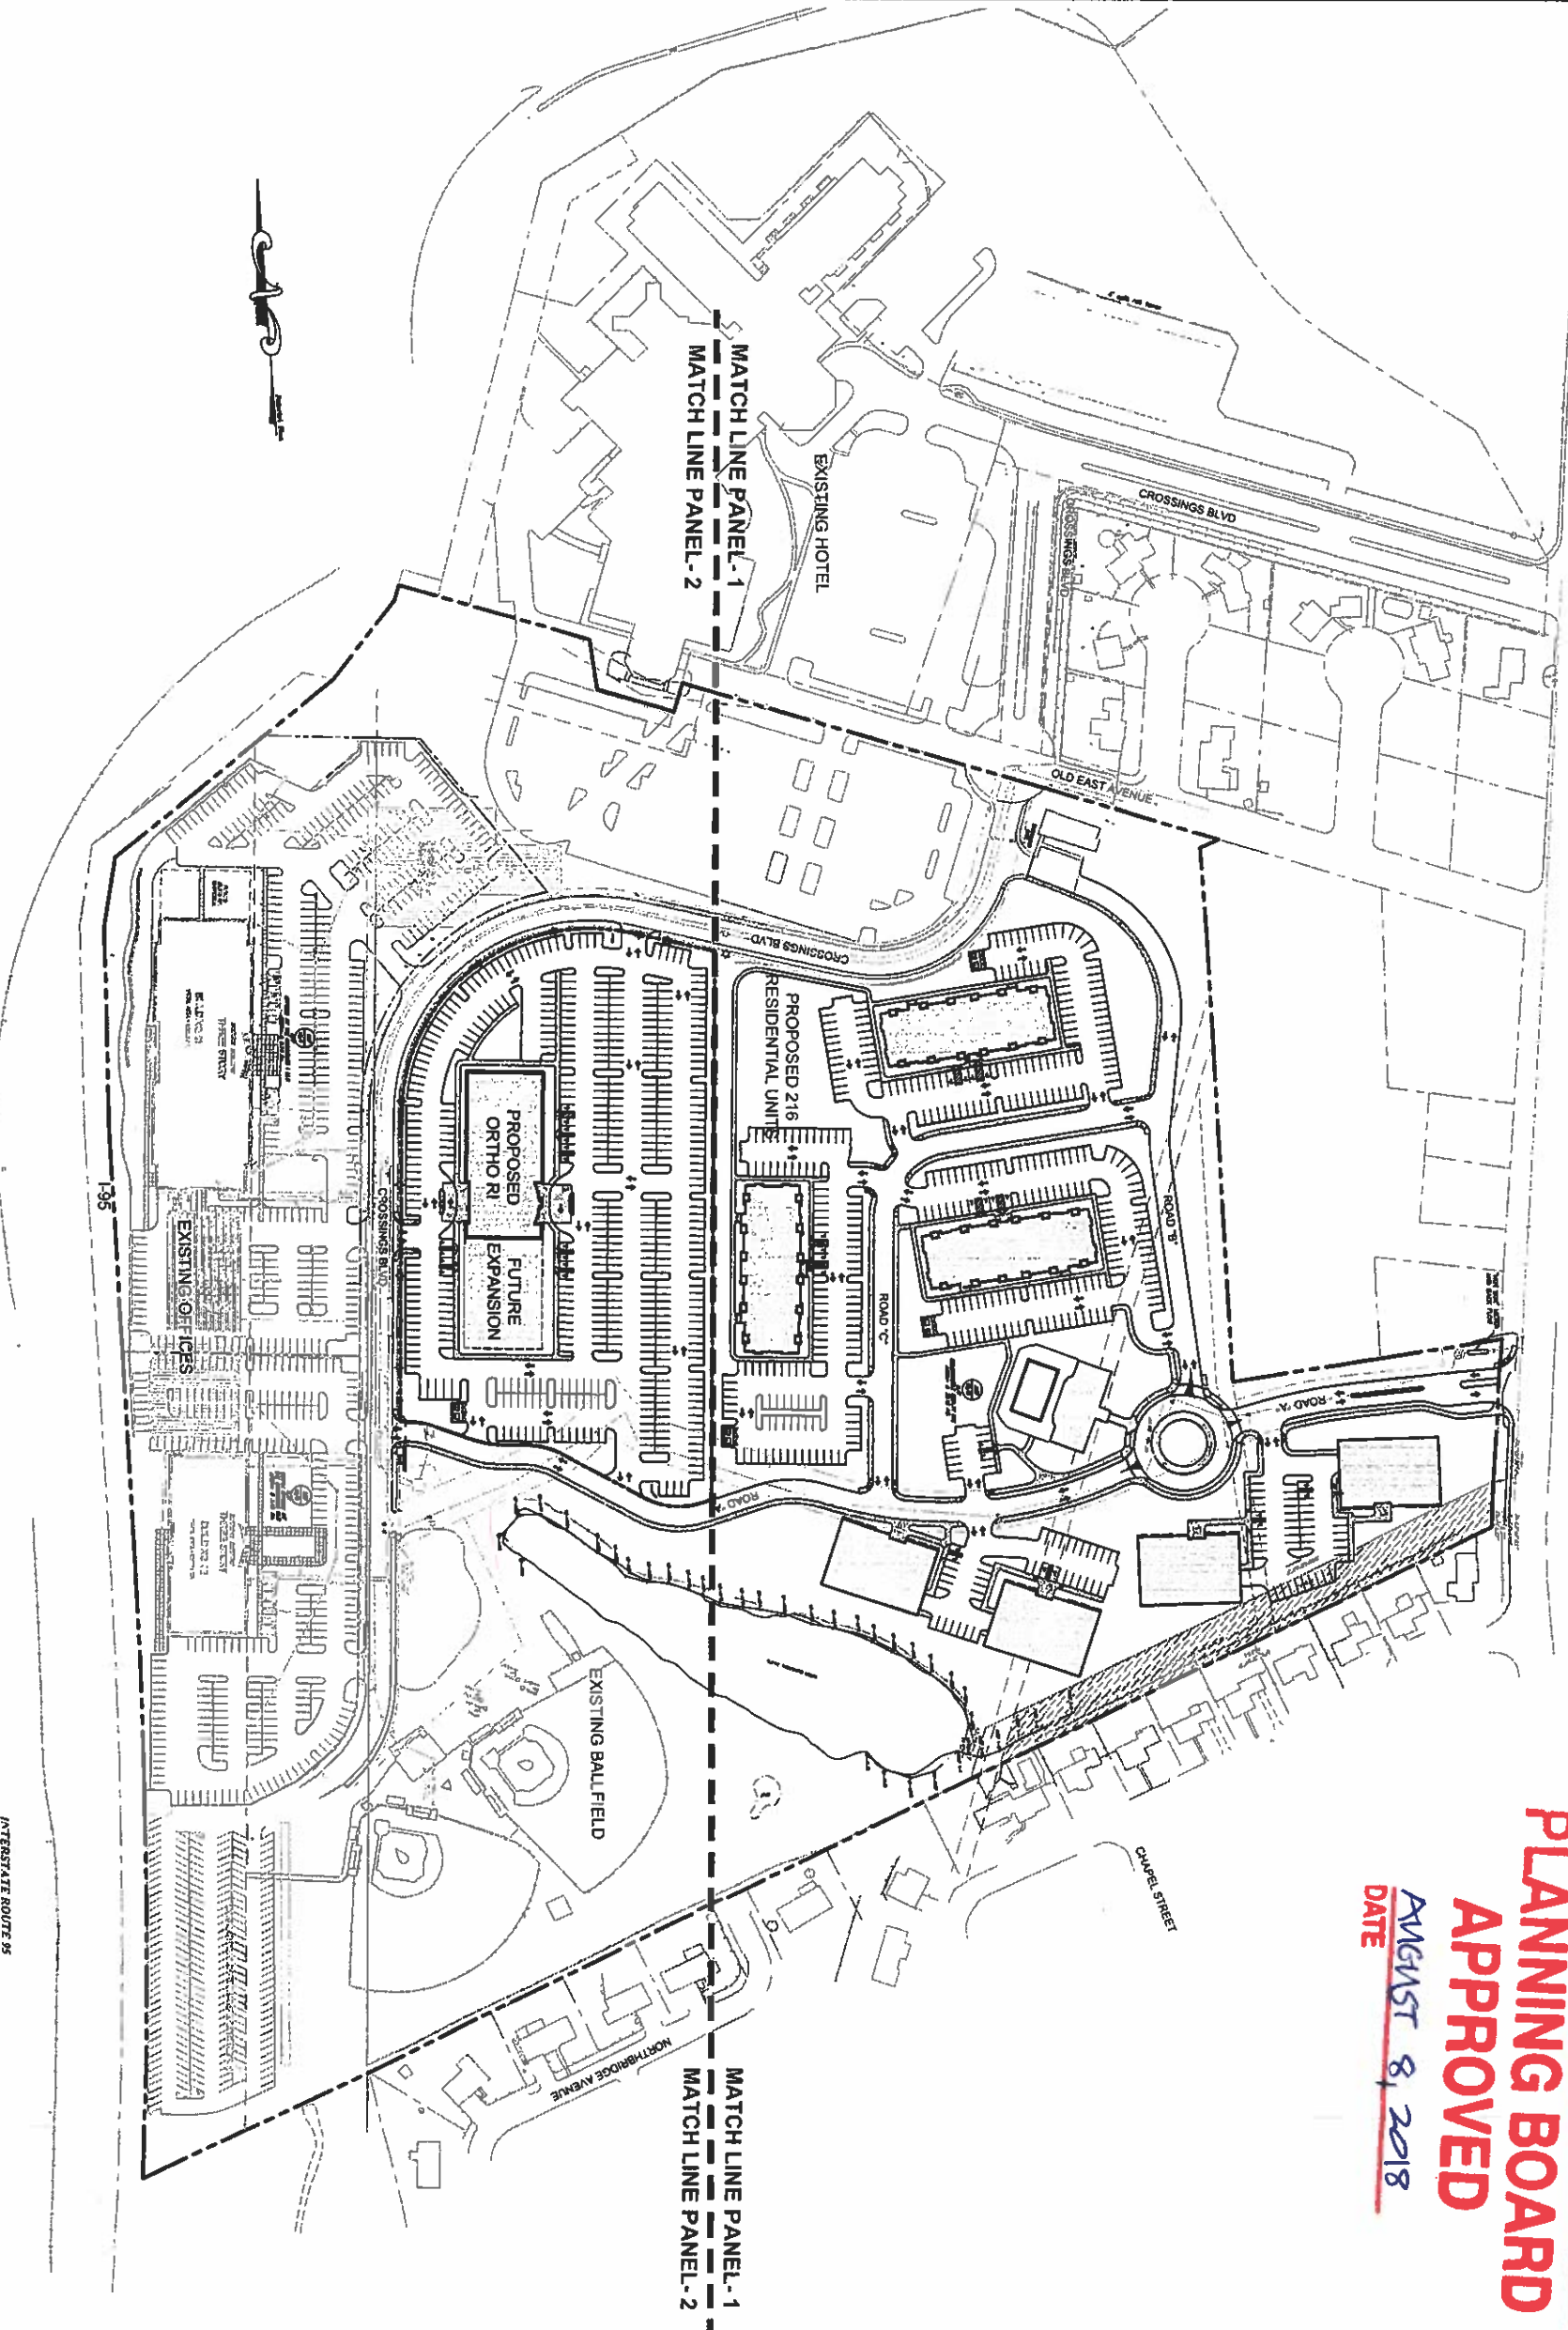 PLANNING BOARD
APPROVED
AUGUST 8, 2018
DATE
CROSSINGS BLVD
CROSSINGS BLVD
EXISTING HOTEL
MATCH LINE PANEL- 1
MATCH LINE PANEL- 2
OLD EAST AVENUE
CROSSINGS BLVD
PROPOSED 216
RESIDENTIAL UNITS
ROAD "B"
ROAD "C"
ROAD "A"
ROAD "A"
PROPOSED
ORTHO RI
FUTURE
EXPANSION
CROSSINGS BLVD
EXISTING OFFICES
I-95
EXISTING BALLFIELD
CHAPEL STREET
NORTHBRIDGE AVENUE
MATCH LINE PANEL- 1
MATCH LINE PANEL- 2
INTERSTATE ROUTE 95